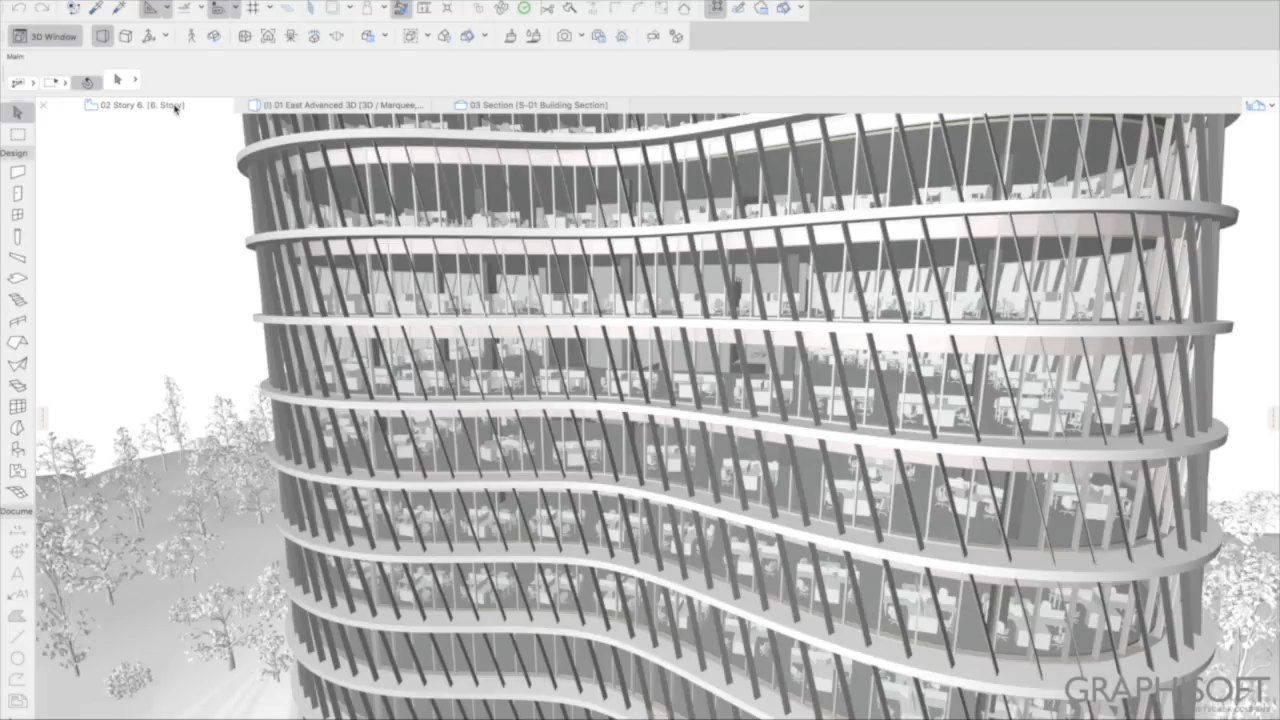 3D Window
Main
02 Story 6. [6. Story]
(!) 01 East Advanced 3D [3D / Marquee,...
03 Section [S-01 Building Section]
Design
Docume
A
A1
GRAPHISOFT